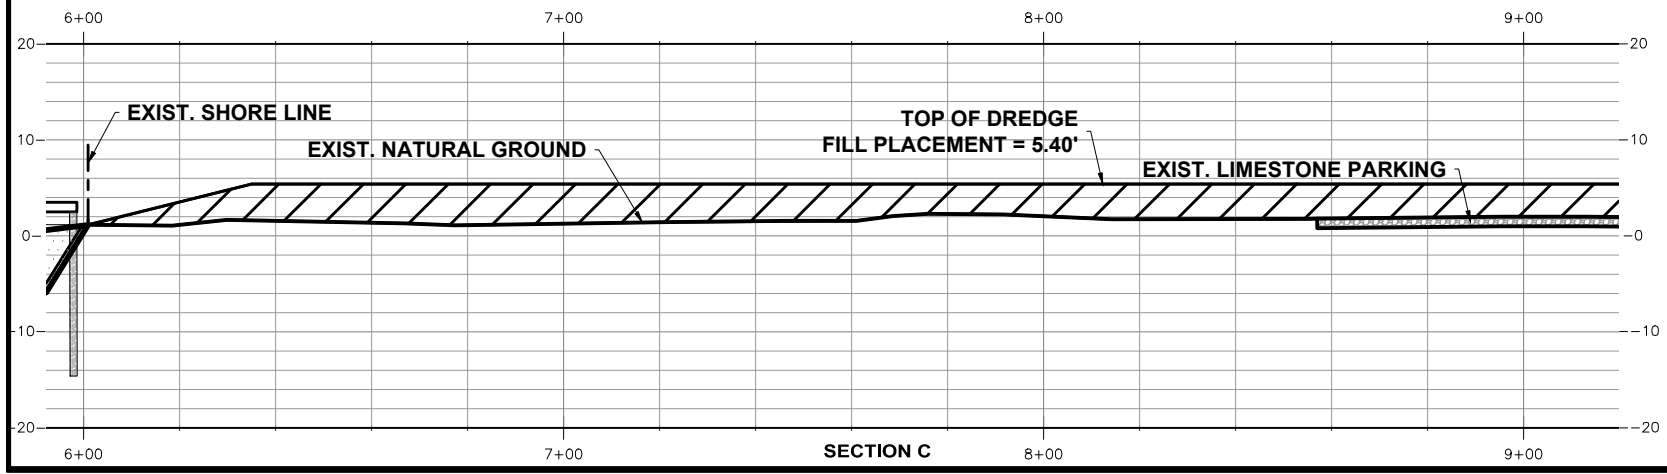 6+00 7+00 8+00 9+00
20 20
EXIST. SHORE LINE
TOP OF DREDGE
10 10
FILL PLACEMENT = 5.40'
EXIST. NATURAL GROUND
EXIST. LIMESTONE PARKING
0 0
-10 -10
-20 -20
6+00 7+00 SECTION C 8+00 9+00